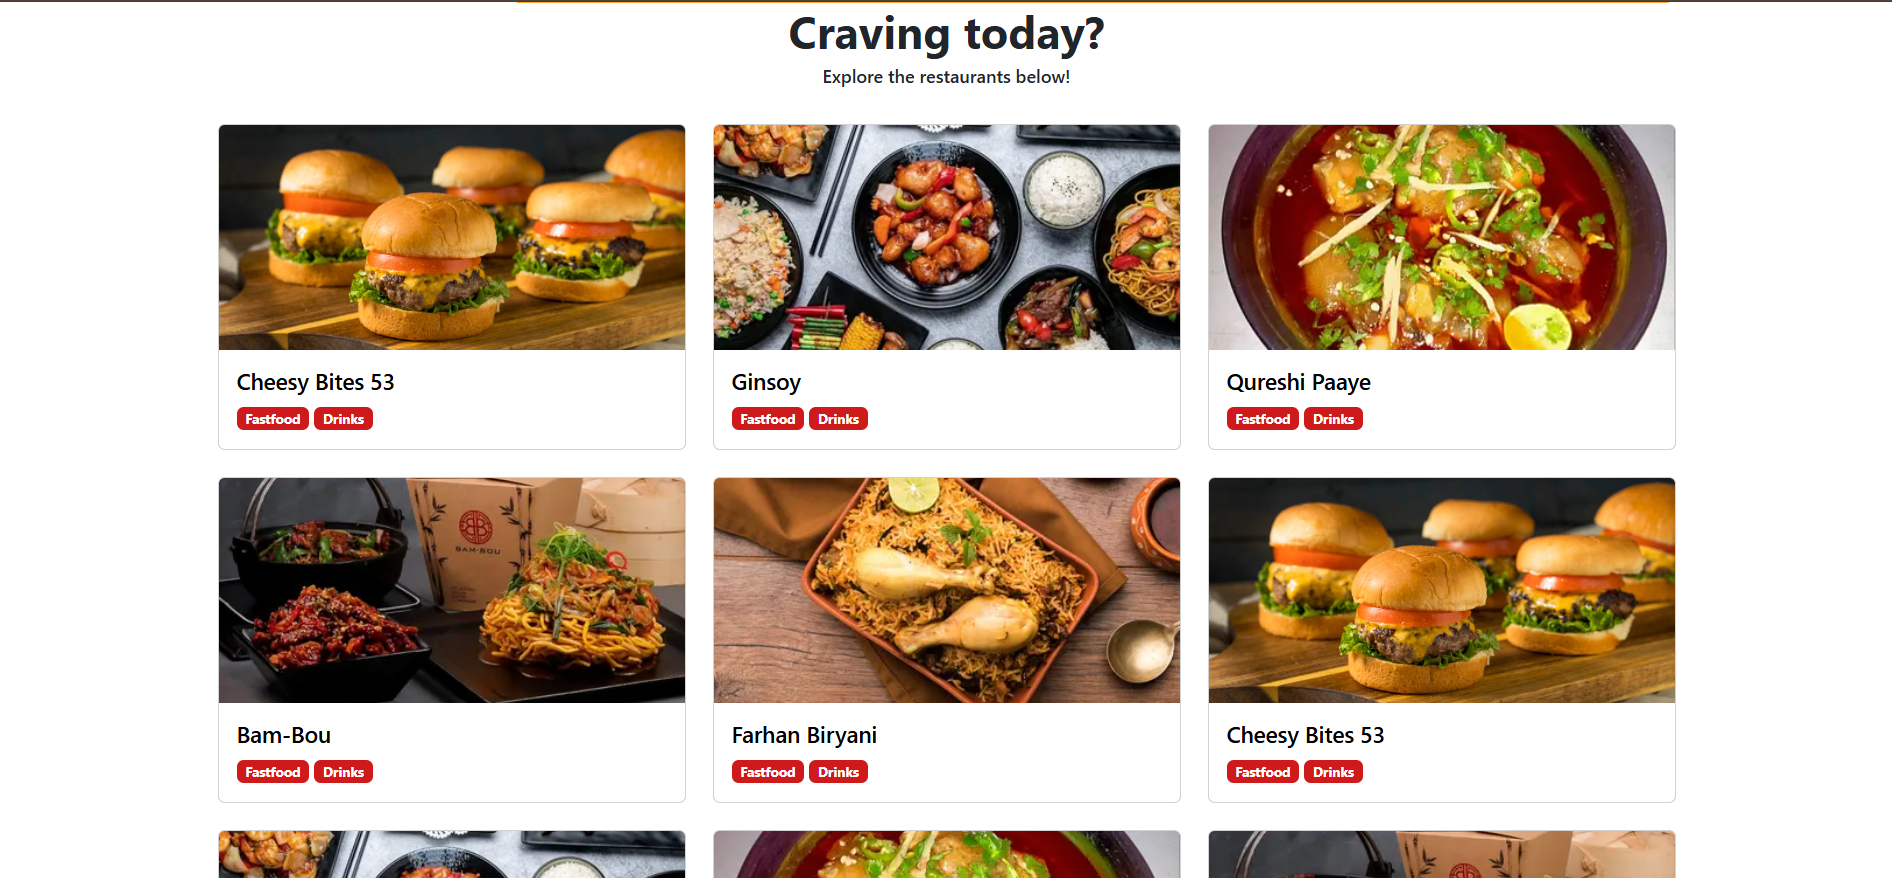 Craving today?
Explore the restaurants below!
Cheesy Bites 53
Fastfood Drinks
Ginsoy
Fastfood Drinks
Qureshi Paaye
Fastfood Drinks
BAM-BOU
Bam-Bou
Fastfood Drinks
Farhan Biryani
Fastfood Drinks
Cheesy Bites 53
Fastfood Drinks